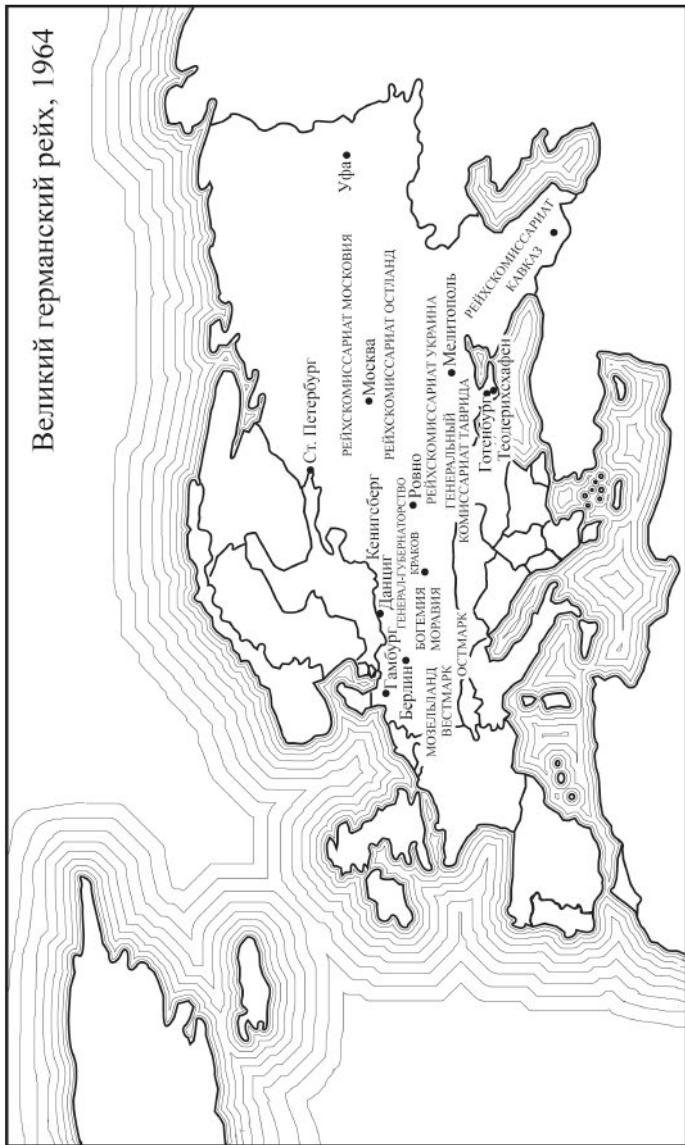 Великий германский рейх, 1964
Ст. Петербург
Уфа
РЕЙХСКОМИССАРИАТ МОСКОВИЯ
Москва
РЕЙХСКОМИССАРИАТ ОСТЛАНД
Кенигсберг
Данциг
Гамбург
ГЕНЕРАЛ-ГУБЕРНАТОРСТВО
Берлин
КРАКОВ
Ровно
БОГЕМИЯ
МОРАВИЯ
РЕЙХСКОМИССАРИАТ УКРАИНА
МОЗЕЛЬЛАНД
ВЕСТМАРК
ОСТМАРК
Мелитополь
ГЕНЕРАЛЬНЫЙ
КОМИССАРИАТ ТАВРИДА
Готенбург
Теодерихсхафен
РЕЙХСКОМИССАРИАТ
КАВКАЗ